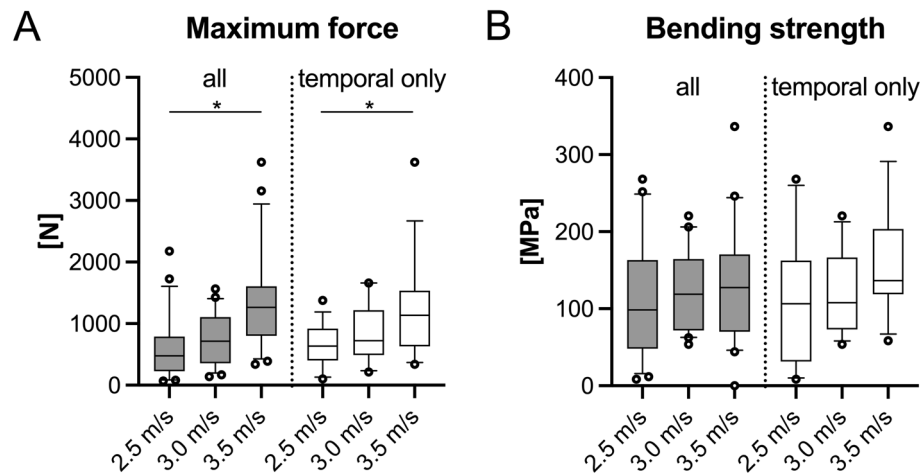 A
Maximum force
[N]
5000
4000
3000
2000
1000
0
all
temporal only
*
*
2.5 m/s
3.0 m/s
3.5 m/s
2.5 m/s
3.0 m/s
3.5 m/s
B
Bending strength
[MPa]
400
300
200
100
0
all
temporal only
2.5 m/s
3.0 m/s
3.5 m/s
2.5 m/s
3.0 m/s
3.5 m/s